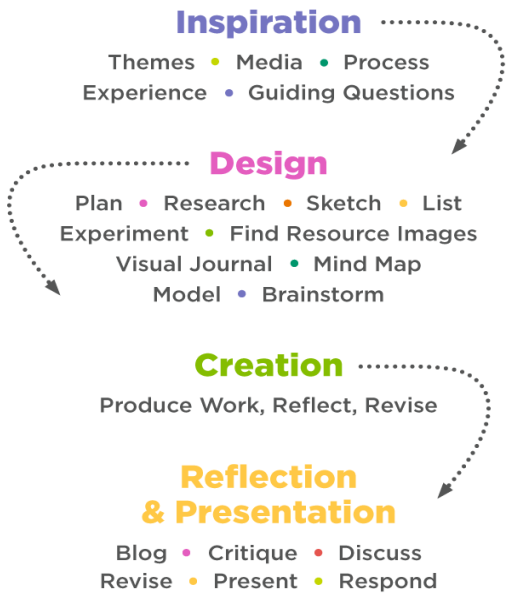 Inspiration
Themes • Media • Process
Experience • Guiding Questions
Design
Plan • Research • Sketch • List
Experiment • Find Resource Images
Visual Journal • Mind Map
Model • Brainstorm
Creation
Produce Work, Reflect, Revise
Reflection
& Presentation
Blog • Critique • Discuss
Revise • Present • Respond